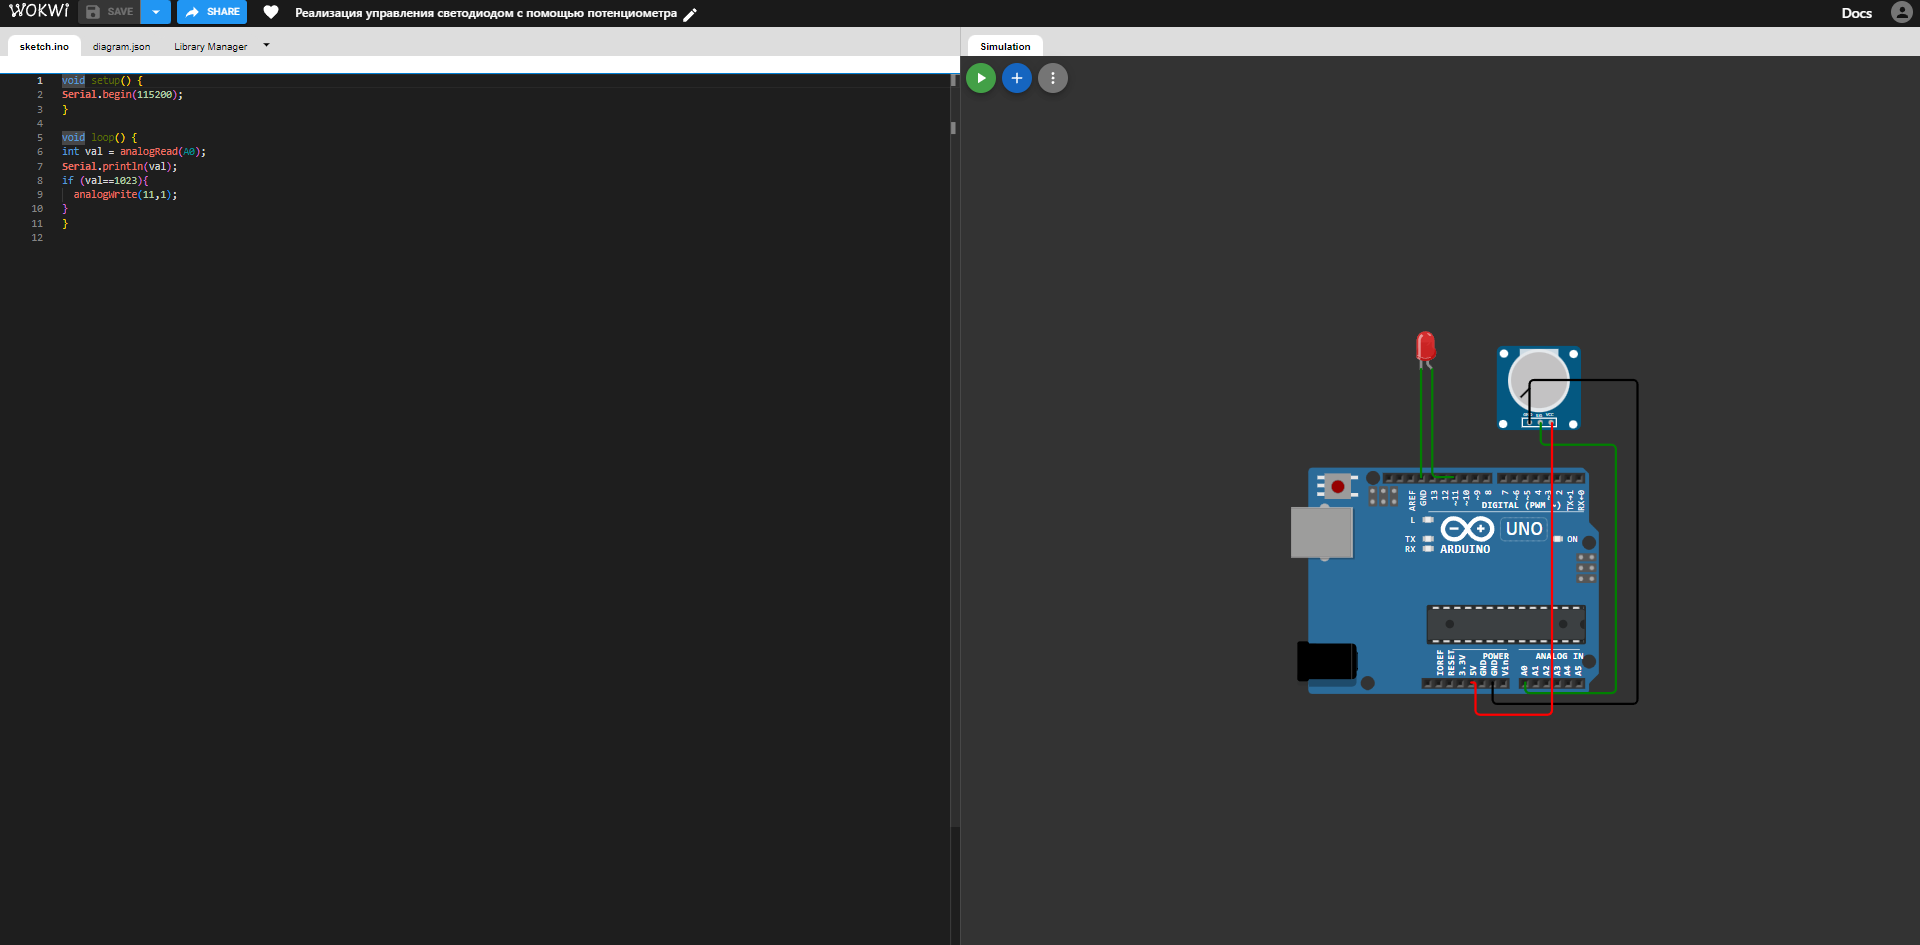 WOKWI SAVE SHARE Реализация управления светодиодом с помощью потенциометра Docs
sketch.ino diagram.json Library Manager
Simulation
1 void setup() {
2 Serial.begin(115200);
3 }
4
5 void loop() {
6 int val = analogRead(A0);
7 Serial.println(val);
8 if (val==1023){
9 analogWrite(11,1);
10 }
11 }
12
GND SIG VCC
AREF GND 13 12 ~11 ~10 ~9 8 7 ~6 ~5 4 ~3 2 TX→1 RX←0
DIGITAL (PWM ~)
L
UNO
TX
RX
ON
ARDUINO
POWER ANALOG IN
IOREF RESET 3.3V 5V GND GND Vin A0 A1 A2 A3 A4 A5